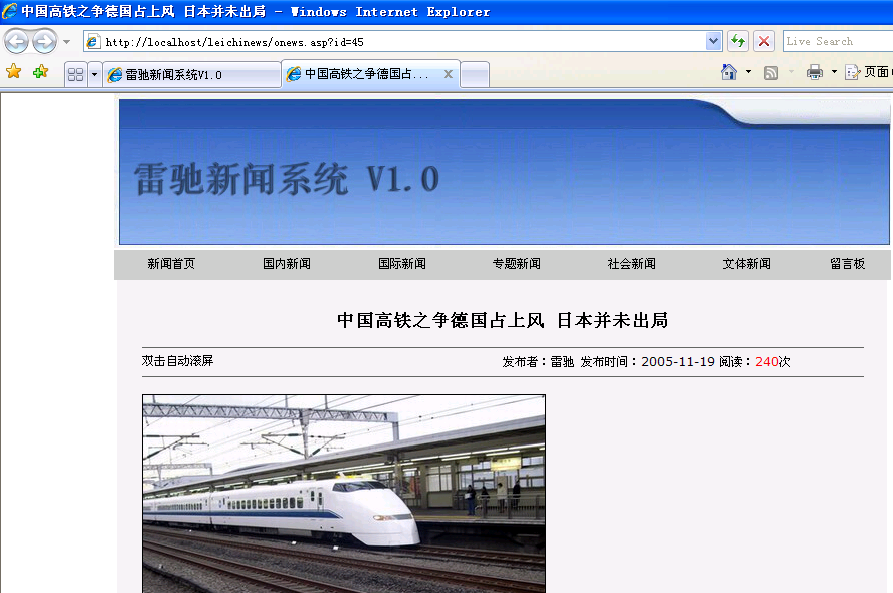 中国高铁之争德国占上风 日本并未出局 - Windows Internet Explorer
http://localhost/leichinews/onews.asp?id=45
Live Search
雷驰新闻系统V1.0
中国高铁之争德国占...
页面
雷驰新闻系统 V1.0
新闻首页 国内新闻 国际新闻 专题新闻 社会新闻 文体新闻 留言板
中国高铁之争德国占上风 日本并未出局
双击自动滚屏
发布者：雷驰 发布时间：2005-11-19 阅读：240次